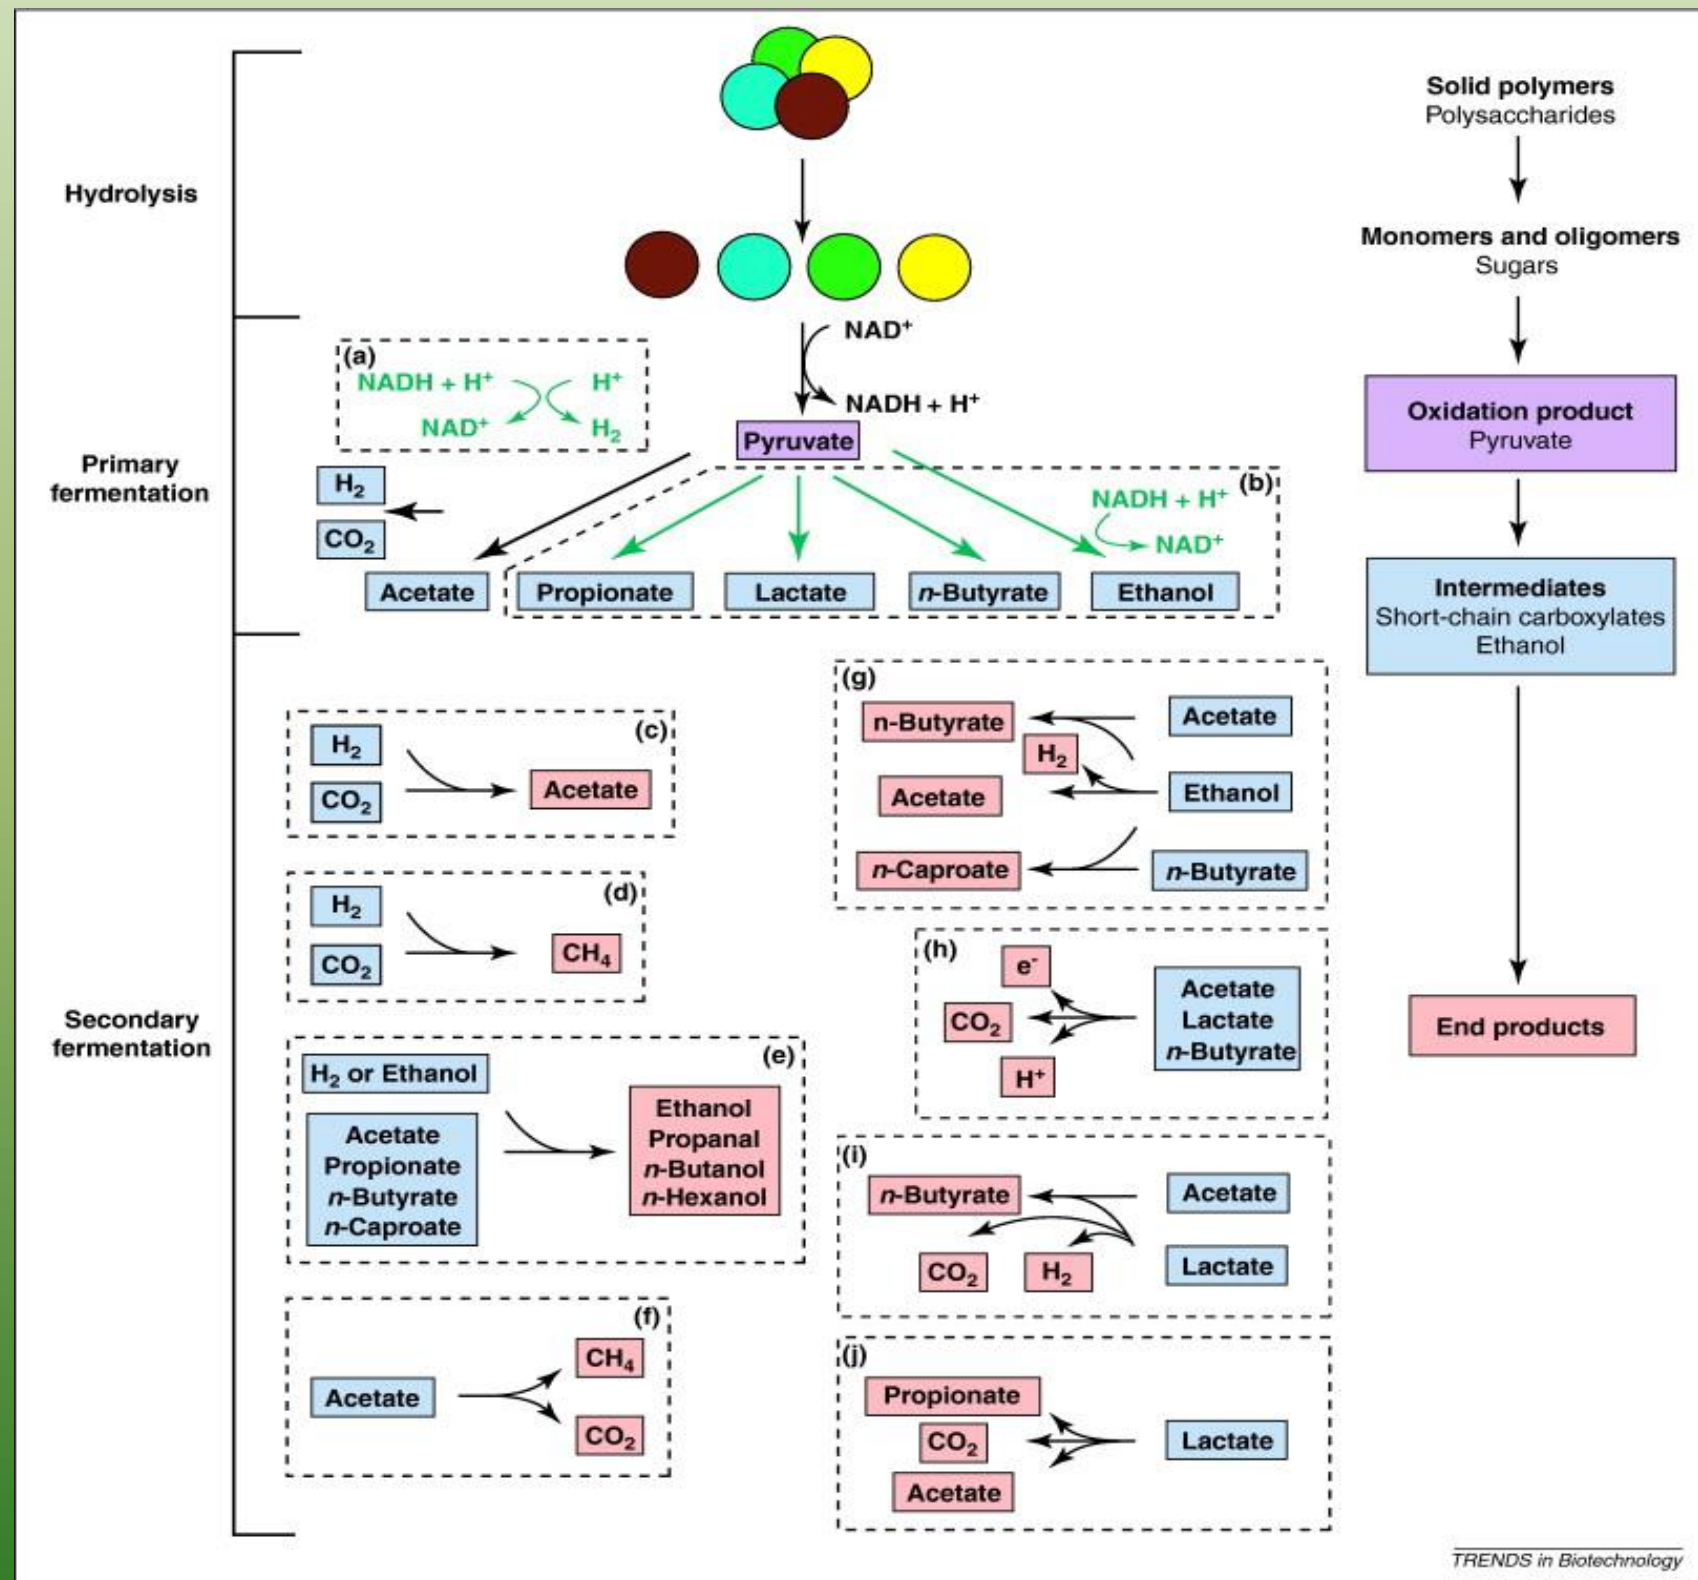 Hydrolysis
Solid polymers
Polysaccharides
Monomers and oligomers
Sugars
Primary
fermentation
(a)
NADH + H⁺
H⁺
NAD⁺
H₂
NAD⁺
NADH + H⁺
Pyruvate
H₂
CO₂
(b)
NADH + H⁺
NAD⁺
Acetate
Propionate
Lactate
n-Butyrate
Ethanol
Oxidation product
Pyruvate
Intermediates
Short-chain carboxylates
Ethanol
Secondary
fermentation
(c)
H₂
CO₂
Acetate
(d)
H₂
CO₂
CH₄
(e)
H₂ or Ethanol
Acetate
Propionate
n-Butyrate
n-Caproate
Ethanol
Propanal
n-Butanol
n-Hexanol
(f)
Acetate
CH₄
CO₂
(g)
n-Butyrate
Acetate
H₂
Acetate
Ethanol
n-Caproate
n-Butyrate
(h)
e⁻
CO₂
H⁺
Acetate
Lactate
n-Butyrate
(i)
n-Butyrate
Acetate
CO₂
H₂
Lactate
(j)
Propionate
CO₂
Acetate
Lactate
End products
TRENDS in Biotechnology